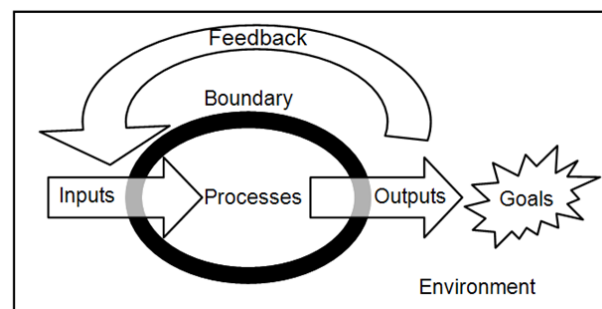 Feedback
Boundary
Inputs
Processes
Outputs
Goals
Environment